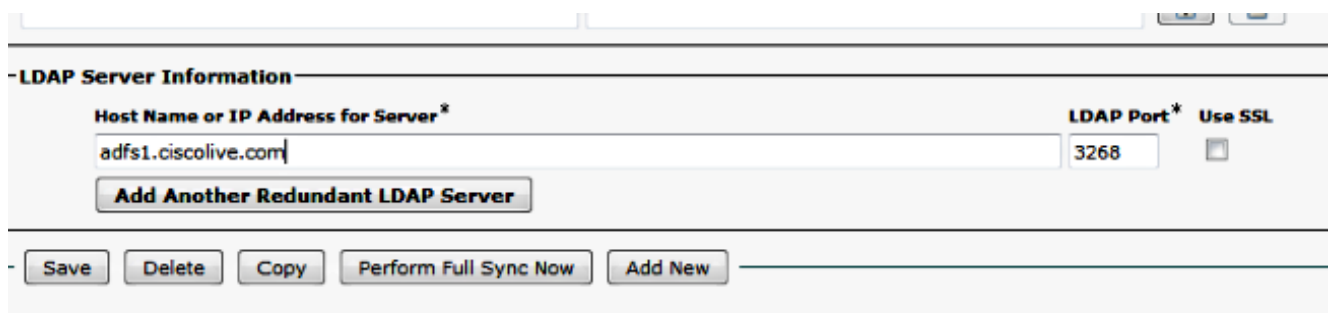 LDAP Server Information
Host Name or IP Address for Server* LDAP Port* Use SSL
adfs1.ciscolive.com 3268
Add Another Redundant LDAP Server
Save Delete Copy Perform Full Sync Now Add New